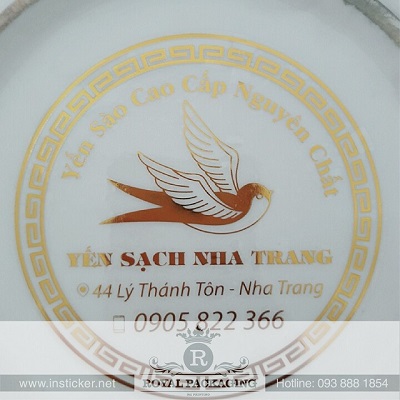 Yến Sào Cao Cấp Nguyên Chất
YẾN SẠCH NHA TRANG
44 Lý Thánh Tôn - Nha Trang
0905 822 366
R
www.insticker.net
ROYAL PACKAGING
Hotline: 093 888 1854